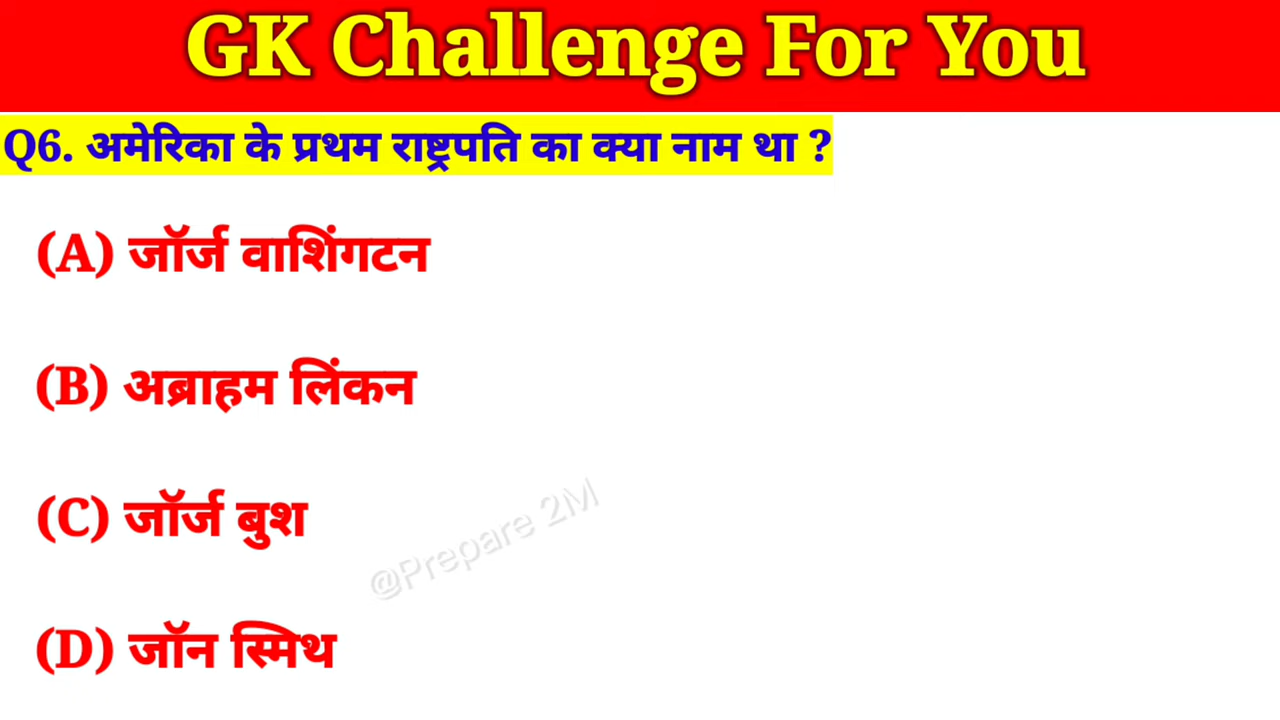 GK Challenge For You
Q6. अमेरिका के प्रथम राष्ट्रपति का क्या नाम था ?
(A) जॉर्ज वाशिंगटन
(B) अब्राहम लिंकन
(C) जॉर्ज बुश
@Prepare 2M
(D) जॉन स्मिथ